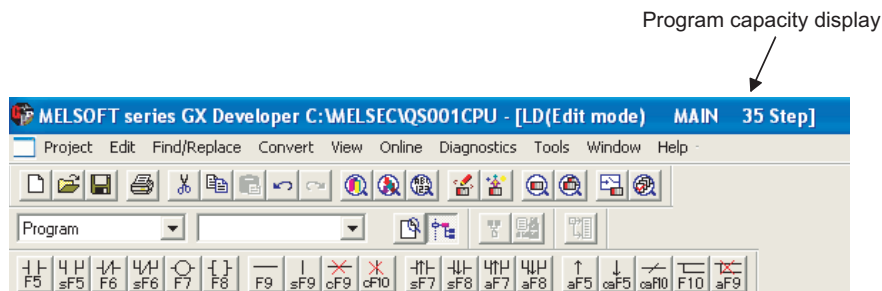 Program capacity display
MELSOFT series GX Developer C:\MELSEC\QS001CPU - [LD(Edit mode) MAIN 35 Step]
Project Edit Find/Replace Convert View Online Diagnostics Tools Window Help
Program
F5 sF5 F6 sF6 F7 F8 F9 sF9 cF9 cF10 sF7 sF8 aF7 aF8 aF5 caF5 caF10 F10 aF9